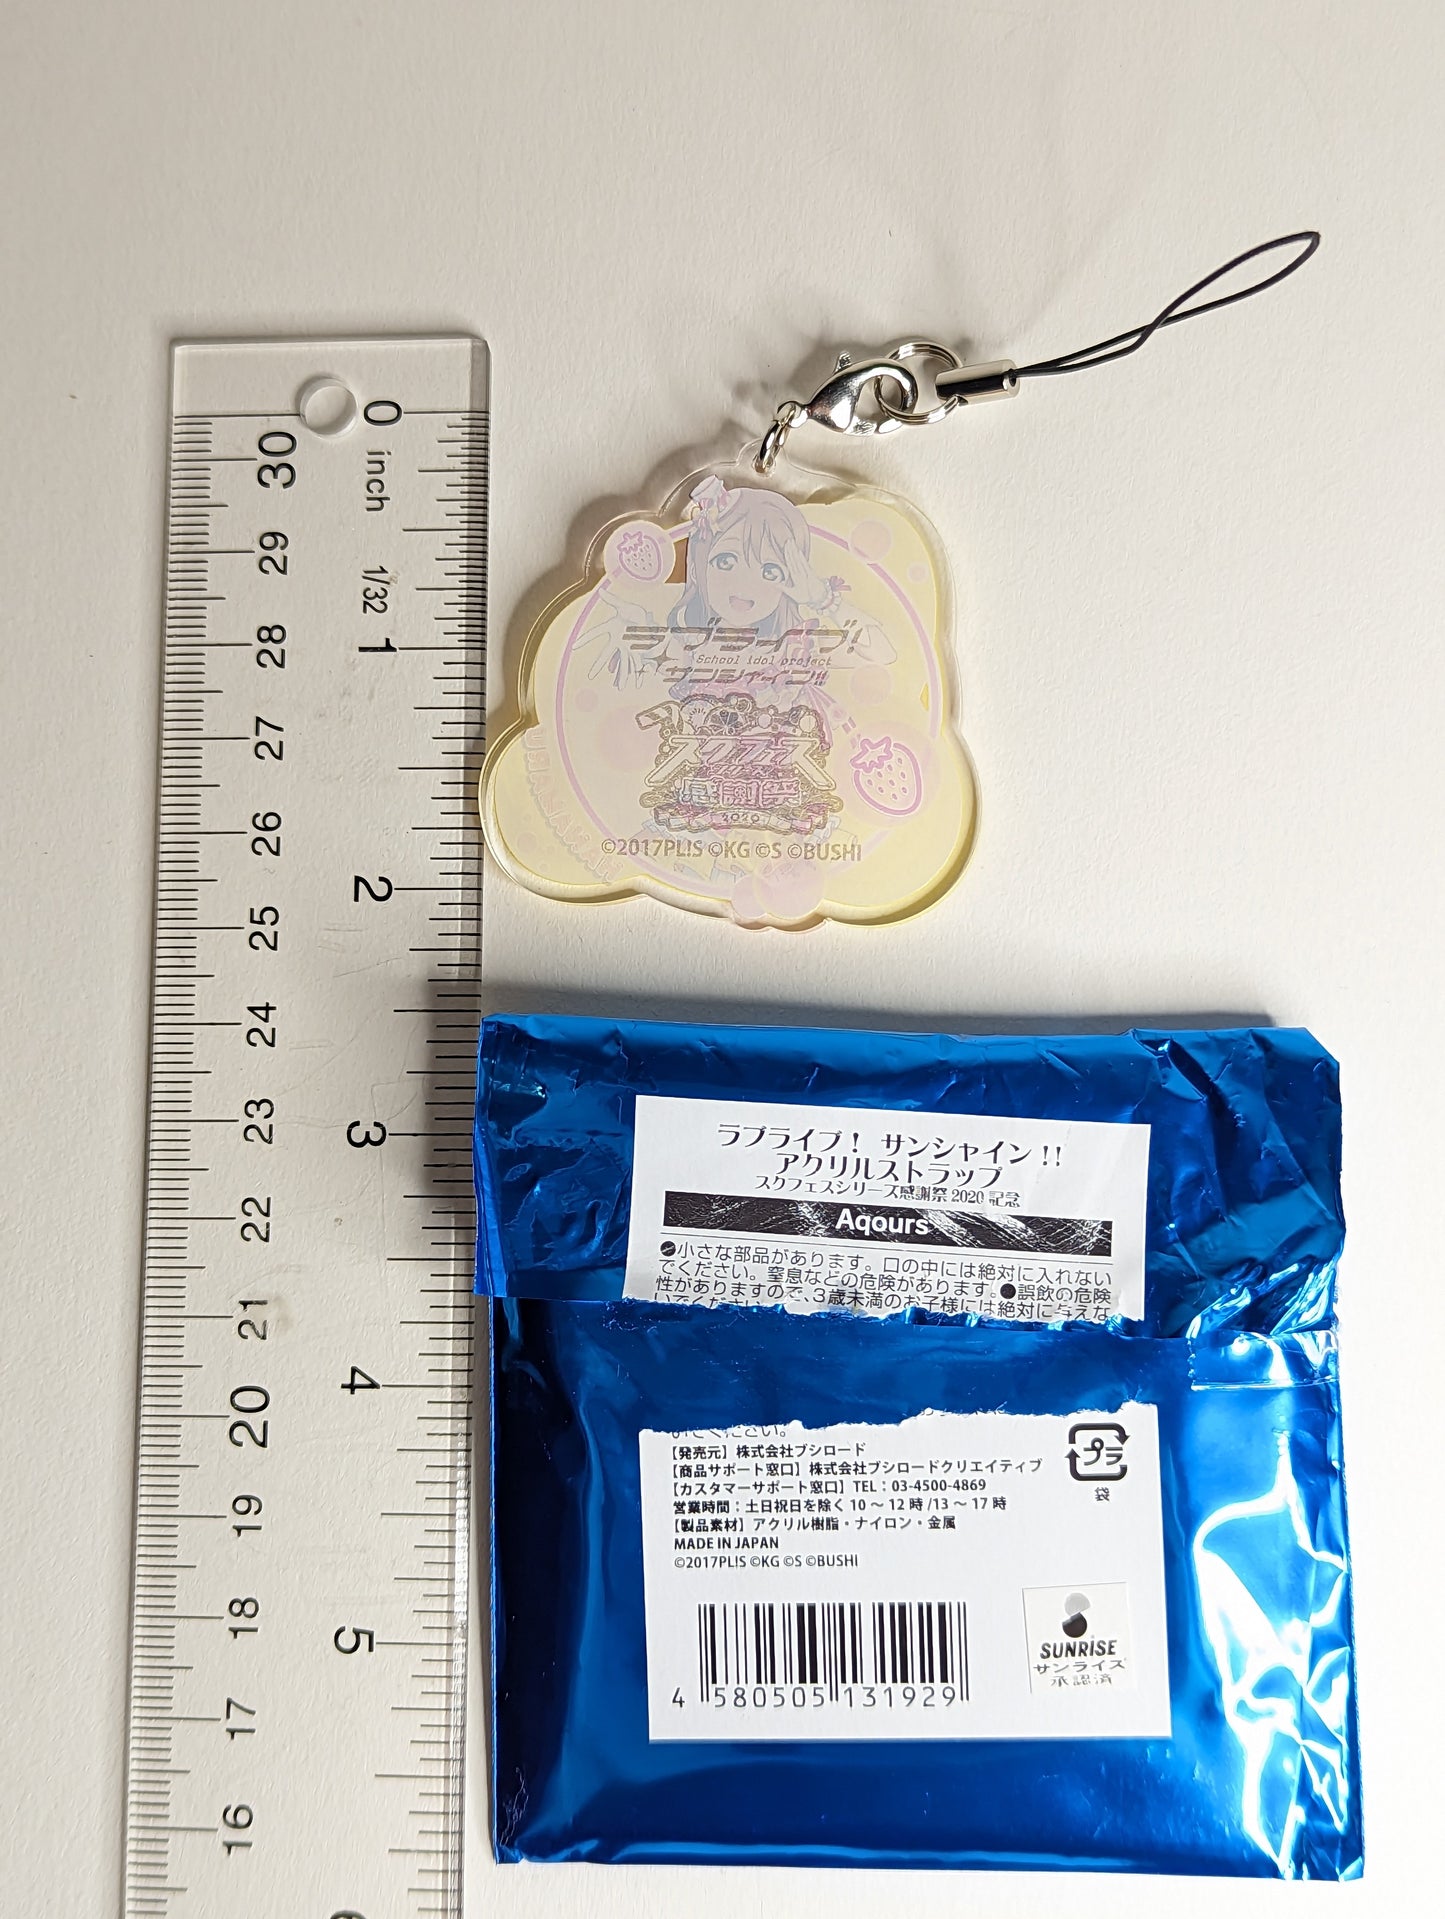 0
inch
1/32
1
2
3
4
5
30
29
28
27
26
25
24
23
22
21
20
19
18
17
16
ラブライブ!
School idol project
サンシャイン!!
スクフェス
感謝祭
2020
©2017PL!S ©KG ©S ©BUSHI
ラブライブ! サンシャイン!!
アクリルストラップ
スクフェスシリーズ感謝祭2020 記念
Aqours
●小さな部品があります。口の中には絶対に入れない
でください。窒息などの危険があります。●誤飲の危険
性がありますので、3歳未満のお子様には絶対に与えな
いでください。
【発売元】株式会社ブシロード
【商品サポート窓口】株式会社ブシロードクリエイティブ
【カスタマーサポート窓口】TEL:03-4500-4869
営業時間:土日祝日を除く10～12時/13～17時
【製品素材】アクリル樹脂・ナイロン・金属
MADE IN JAPAN
©2017PL!S ©KG ©S ©BUSHI
プラ
袋
4 580505 131929
SUNRISE
サンライズ
承認済